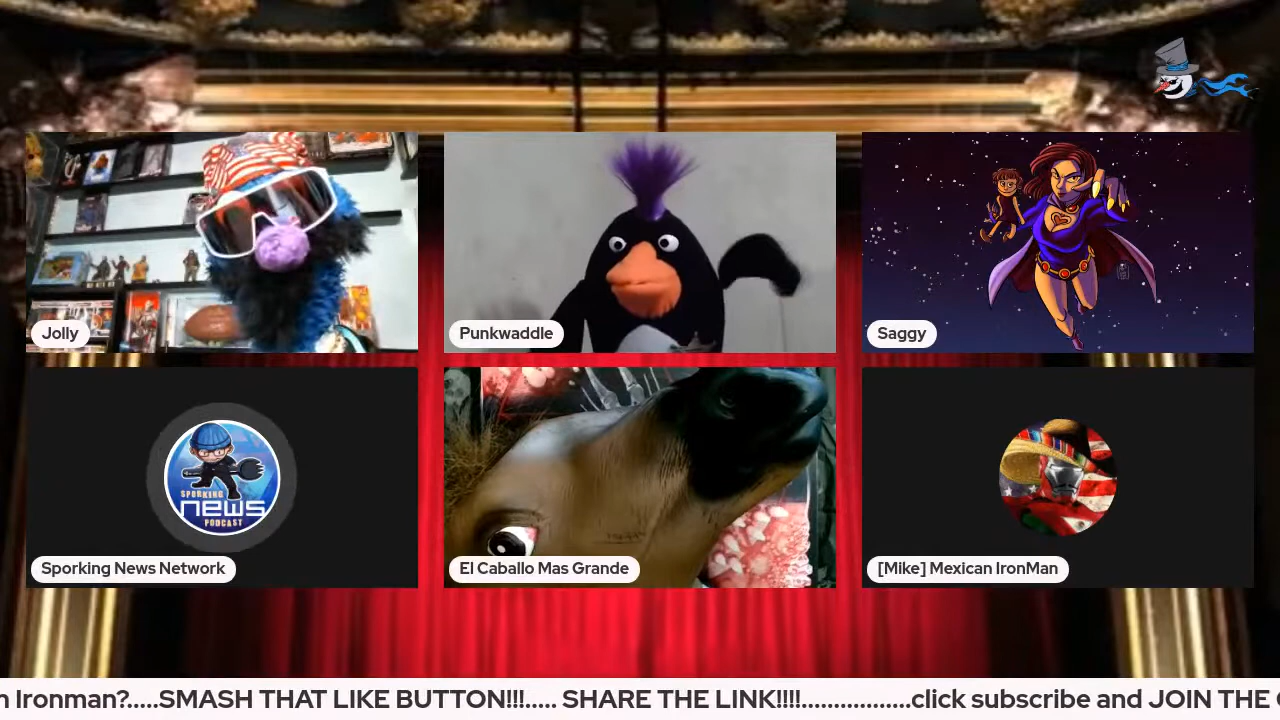 Jolly
Punkwaddle
Saggy
SPORKING
news
PODCAST
Sporking News Network
El Caballo Mas Grande
[Mike] Mexican IronMan
n Ironman?.....SMASH THAT LIKE BUTTON!!!..... SHARE THE LINK!!!!.................click subscribe and JOIN THE